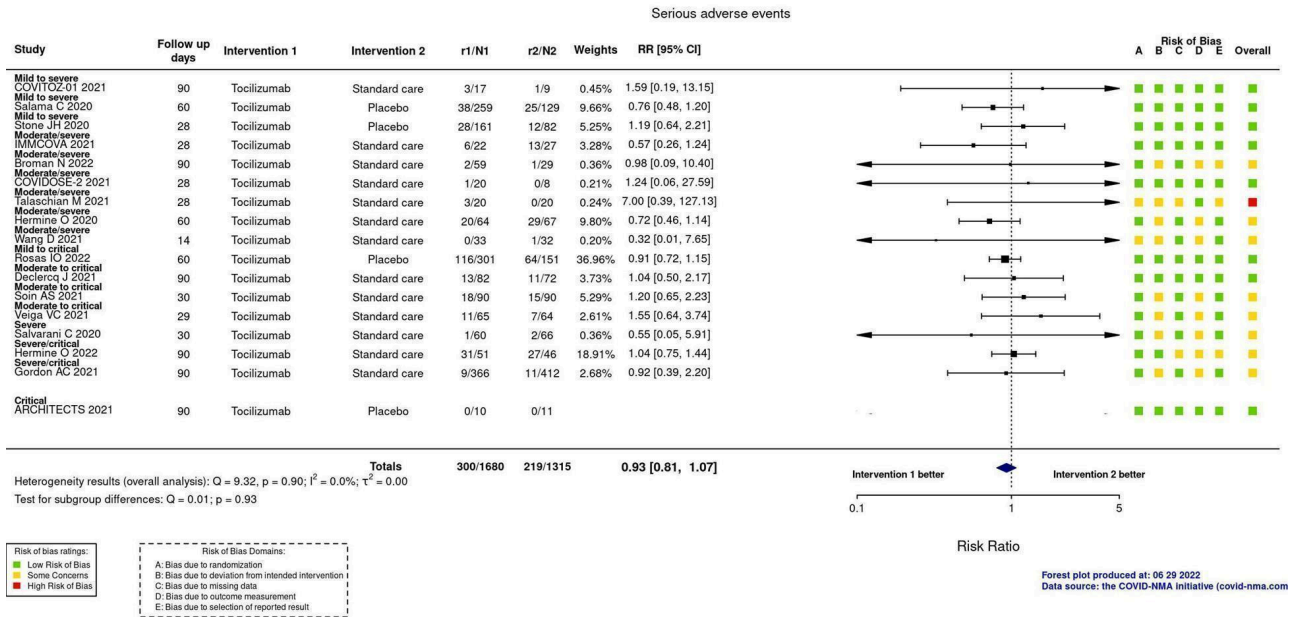 Serious adverse events
Study Follow up days Intervention 1 Intervention 2 r1/N1 r2/N2 Weights RR [95% CI] Risk of Bias A B C D E Overall
Mild to severe
COVITOZ-01 2021 90 Tocilizumab Standard care 3/17 1/9 0.45% 1.59 [0.19, 13.15]
Mild to severe
Salama C 2020 60 Tocilizumab Placebo 38/259 25/129 9.66% 0.76 [0.48, 1.20]
Mild to severe
Stone JH 2020 28 Tocilizumab Placebo 28/161 12/82 5.25% 1.19 [0.64, 2.21]
Moderate/severe
IMMCOVA 2021 28 Tocilizumab Standard care 6/22 13/27 3.28% 0.57 [0.26, 1.24]
Moderate/severe
Broman N 2022 90 Tocilizumab Standard care 2/59 1/29 0.36% 0.98 [0.09, 10.40]
Moderate/severe
COVIDOSE-2 2021 28 Tocilizumab Standard care 1/20 0/8 0.21% 1.24 [0.06, 27.59]
Moderate/severe
Talaschian M 2021 28 Tocilizumab Standard care 3/20 0/20 0.24% 7.00 [0.39, 127.13]
Moderate/severe
Hermine O 2020 60 Tocilizumab Standard care 20/64 29/67 9.80% 0.72 [0.46, 1.14]
Moderate/severe
Wang D 2021 14 Tocilizumab Standard care 0/33 1/32 0.20% 0.32 [0.01, 7.65]
Mild to critical
Rosas IO 2022 60 Tocilizumab Placebo 116/301 64/151 36.96% 0.91 [0.72, 1.15]
Moderate to critical
Declercq J 2021 90 Tocilizumab Standard care 13/82 11/72 3.73% 1.04 [0.50, 2.17]
Moderate to critical
Soin AS 2021 30 Tocilizumab Standard care 18/90 15/90 5.29% 1.20 [0.65, 2.23]
Moderate to critical
Veiga VC 2021 29 Tocilizumab Standard care 11/65 7/64 2.61% 1.55 [0.64, 3.74]
Severe
Salvarani C 2020 30 Tocilizumab Standard care 1/60 2/66 0.36% 0.55 [0.05, 5.91]
Severe/critical
Hermine O 2022 90 Tocilizumab Standard care 31/51 27/46 18.91% 1.04 [0.75, 1.44]
Severe/critical
Gordon AC 2021 90 Tocilizumab Standard care 9/366 11/412 2.68% 0.92 [0.39, 2.20]
Critical
ARCHITECTS 2021 90 Tocilizumab Placebo 0/10 0/11
Totals 300/1680 219/1315 0.93 [0.81, 1.07]
Heterogeneity results (overall analysis): Q = 9.32, p = 0.90; I² = 0.0%; τ² = 0.00
Test for subgroup differences: Q = 0.01; p = 0.93
Intervention 1 better Intervention 2 better
0.1 1 5
Risk Ratio
Risk of bias ratings:
Low Risk of Bias
Some Concerns
High Risk of Bias
Risk of Bias Domains:
A: Bias due to randomization
B: Bias due to deviation from intended intervention
C: Bias due to missing data
D: Bias due to outcome measurement
E: Bias due to selection of reported result
Forest plot produced at: 06 29 2022
Data source: the COVID-NMA initiative (covid-nma.com